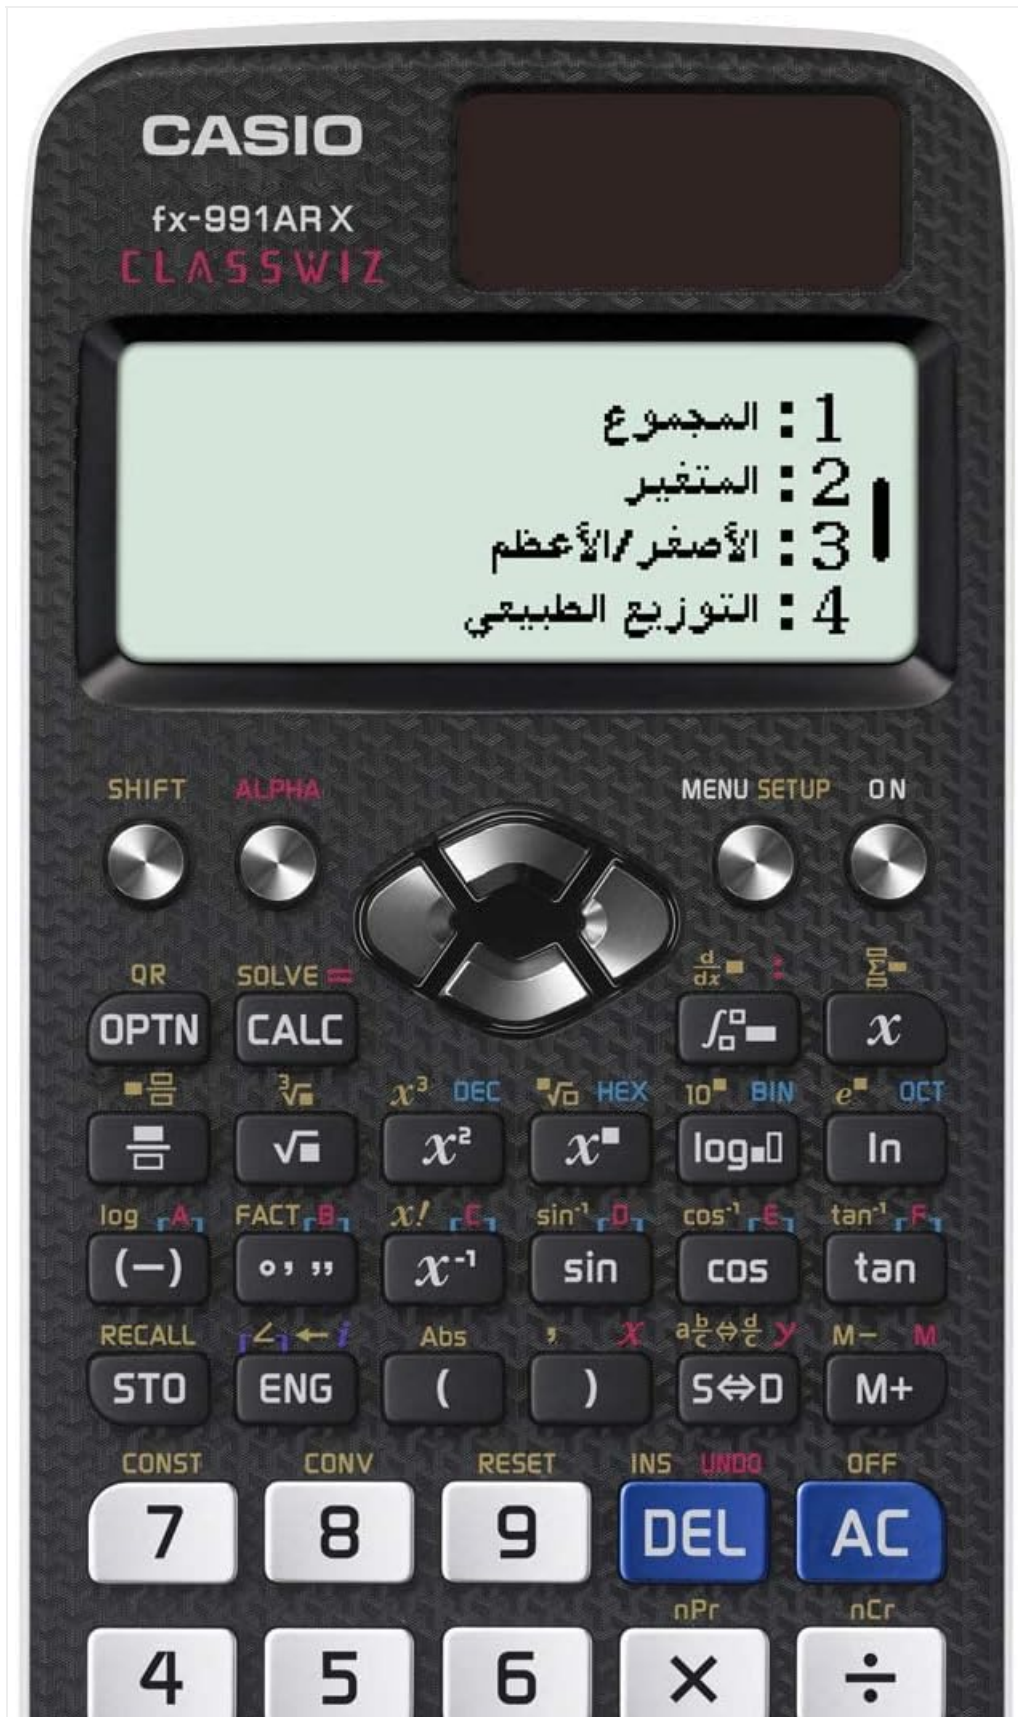 CASIO
fx-991AR X
CLASSWIZ
1: المجموع
2: المتغير
3: الأصغر/الأعظم
4: التوزيع الطبيعي
SHIFT ALPHA MENU SETUP ON
QR SOLVE = d/dx■ : Σ■
OPTN CALC ∫■ x
■ ³√■ x³ DEC ■√□ HEX 10■ BIN e■ OCT
√■ x² x■ log■□ ln
log A FACT B x! C sin⁻¹ D cos⁻¹ E tan⁻¹ F
(−) °’” x⁻¹ sin cos tan
RECALL ∠ ← i Abs , x a b/c⇔d/c y M− M
STO ENG ( ) S⇔D M+
CONST CONV RESET INS UNDO OFF
7 8 9 DEL AC
nPr nCr
4 5 6 × ÷